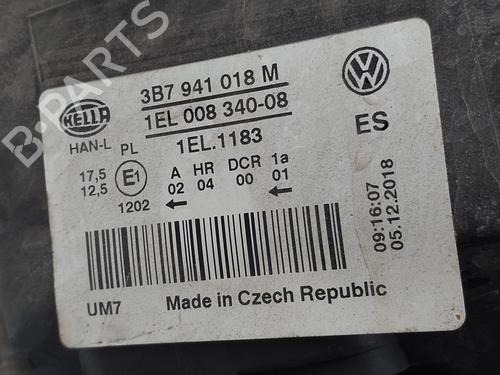 B-PARTS
HELLA
3B7 941 018 M
1EL 008 340-08
1EL.1183
HAN-L PL
17,5
12,5
E1
1202
A HR DCR 1a
02 04 00 01
ES
09:16:07
05.12.2018
UM7 Made in Czech Republic